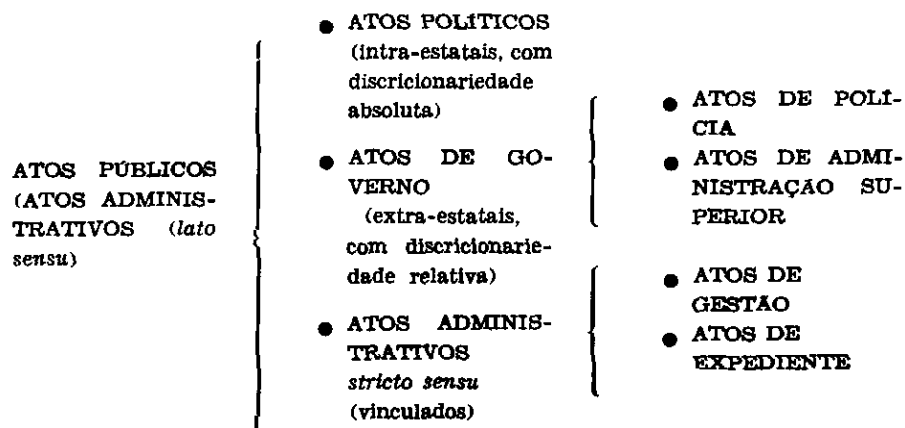 ATOS PÚBLICOS
(ATOS ADMINIS-
TRATIVOS (lato
sensu)
● ATOS POLÍTICOS
(intra-estatais, com
discricionariedade
absoluta)
● ATOS DE GO-
VERNO
(extra-estatais,
com discricionarie-
dade relativa)
● ATOS ADMINIS-
TRATIVOS
stricto sensu
(vinculados)
● ATOS DE POLÍ-
CIA
● ATOS DE ADMI-
NISTRAÇÃO SU-
PERIOR
● ATOS DE
GESTÃO
● ATOS DE
EXPEDIENTE